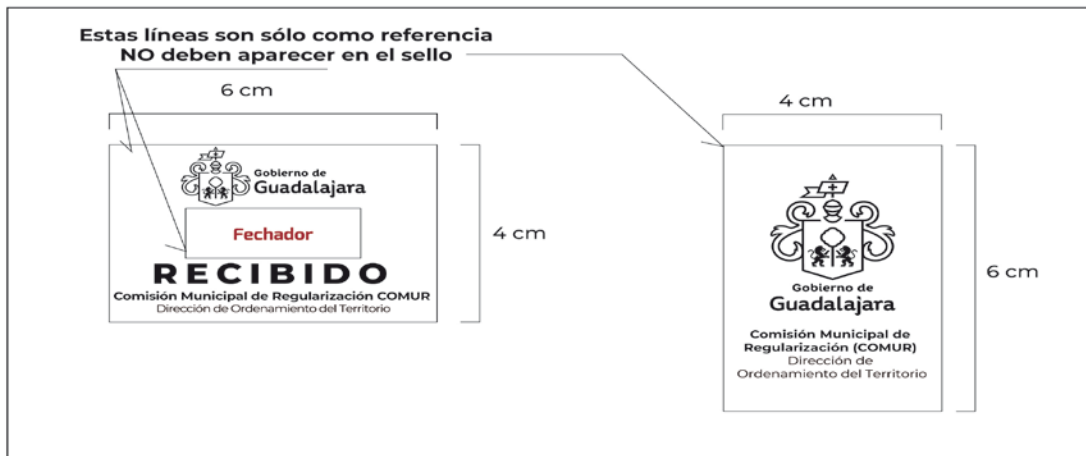 Estas líneas son sólo como referencia
NO deben aparecer en el sello
6 cm
Gobierno de
Guadalajara
Fechador
RECIBIDO
Comisión Municipal de Regularización COMUR
Dirección de Ordenamiento del Territorio
4 cm
4 cm
Gobierno de
Guadalajara
Comisión Municipal de
Regularización (COMUR)
Dirección de
Ordenamiento del Territorio
6 cm